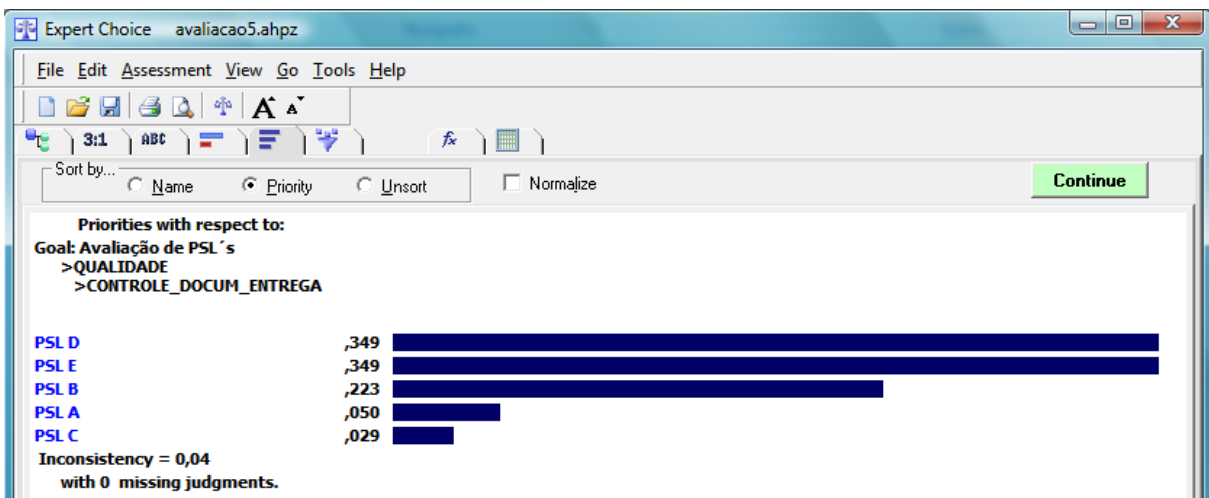 Expert Choice avaliacao5.ahpz
File Edit Assessment View Go Tools Help
A A
3:1 ABC fx
Sort by... Name Priority Unsort Normalize Continue
Priorities with respect to:
Goal: Avaliação de PSL´s
>QUALIDADE
>CONTROLE_DOCUM_ENTREGA
PSL D ,349
PSL E ,349
PSL B ,223
PSL A ,050
PSL C ,029
Inconsistency = 0,04
with 0 missing judgments.